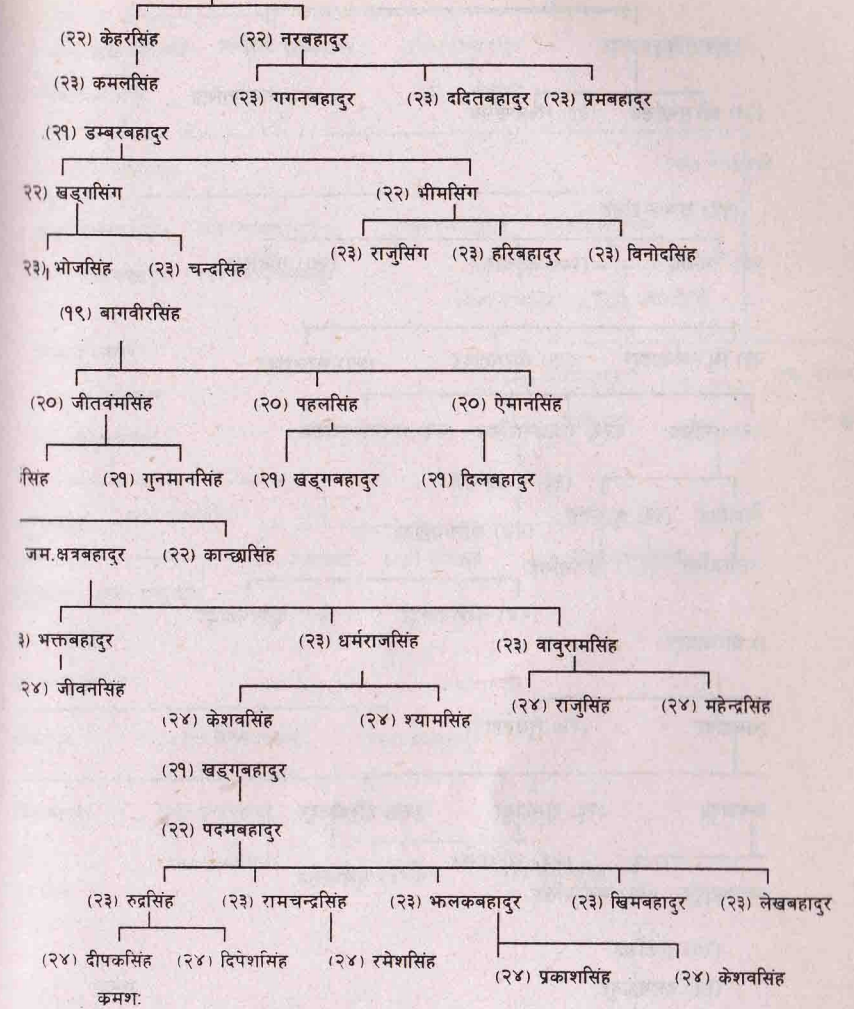 (२२) केहरसिंह (२२) नरबहादुर
(२३) कमलसिंह
(२३) गगनबहादुर (२३) ददितबहादुर (२३) प्रमबहादुर
(२१) डम्बरबहादुर
२२) खड्गसिंग (२२) भीमसिंग
(२३) राजुसिंग (२३) हरिबहादुर (२३) विनोदसिंह
२३) भोजसिंह (२३) चन्दसिंह
(१९) बागवीरसिंह
(२०) जीतवंमसिंह (२०) पहलसिंह (२०) ऐमानसिंह
सिंह (२१) गुनमानसिंह (२१) खड्गबहादुर (२१) दिलबहादुर
जम.क्षत्रबहादुर (२२) कान्छासिंह
३) भक्तबहादुर (२३) धर्मराजसिंह (२३) वावुरामसिंह
२४) जीवनसिंह
(२४) केशवसिंह (२४) श्यामसिंह (२४) राजुसिंह (२४) महेन्द्रसिंह
(२१) खड्गबहादुर
(२२) पदमबहादुर
(२३) रुद्रसिंह (२३) रामचन्द्रसिंह (२३) झलकबहादुर (२३) खिमबहादुर (२३) लेखबहादुर
(२४) दीपकसिंह (२४) दिपेशसिंह (२४) रमेशसिंह
(२४) प्रकाशसिंह (२४) केशवसिंह
क्रमश: